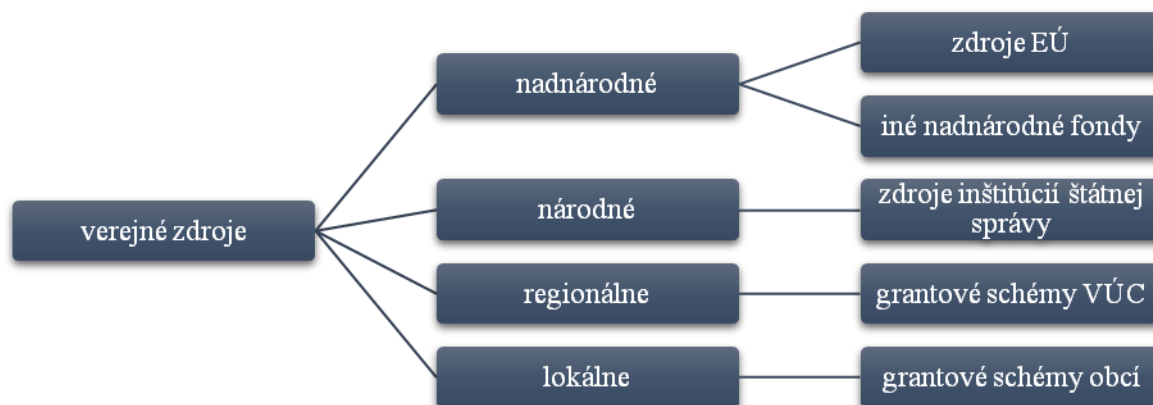 verejné zdroje
nadnárodné
zdroje EÚ
iné nadnárodné fondy
národné
zdroje inštitúcií štátnej
správy
regionálne
grantové schémy VÚC
lokálne
grantové schémy obcí